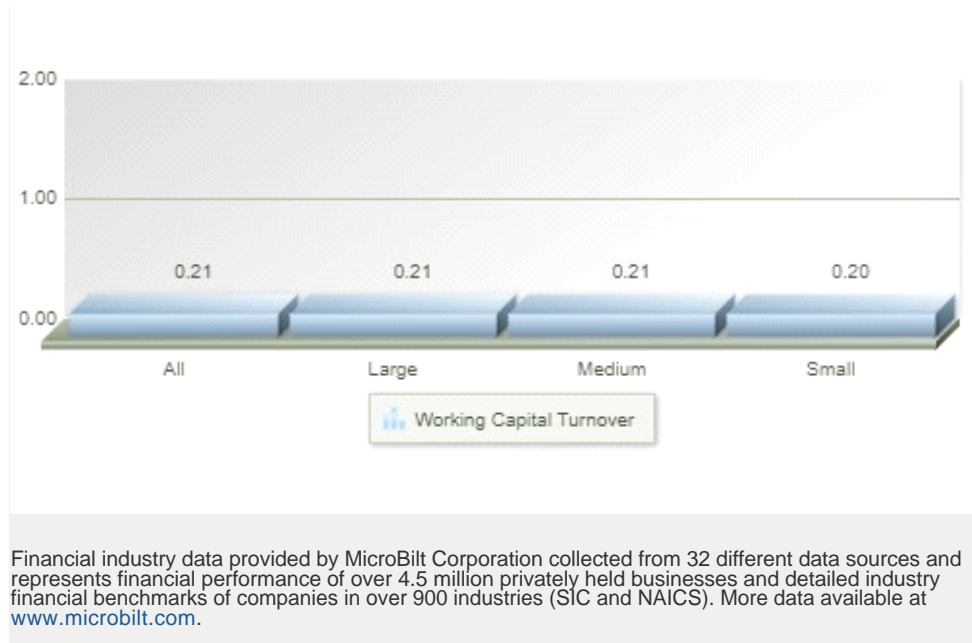 2.00
1.00
0.21 0.21 0.21 0.20
0.00
All Large Medium Small
Working Capital Turnover
Financial industry data provided by MicroBilt Corporation collected from 32 different data sources and
represents financial performance of over 4.5 million privately held businesses and detailed industry
financial benchmarks of companies in over 900 industries (SIC and NAICS). More data available at
www.microbilt.com.